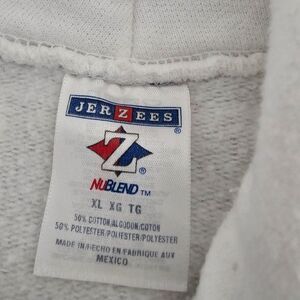 JERZEES®
Z®
NUBLEND™
XL XG TG
50% COTTON/ALGODON/COTON
50% POLYESTER/POLIESTER/POLYESTER
MADE IN/HECHO EN/FABRIQUE AUX
MEXICO